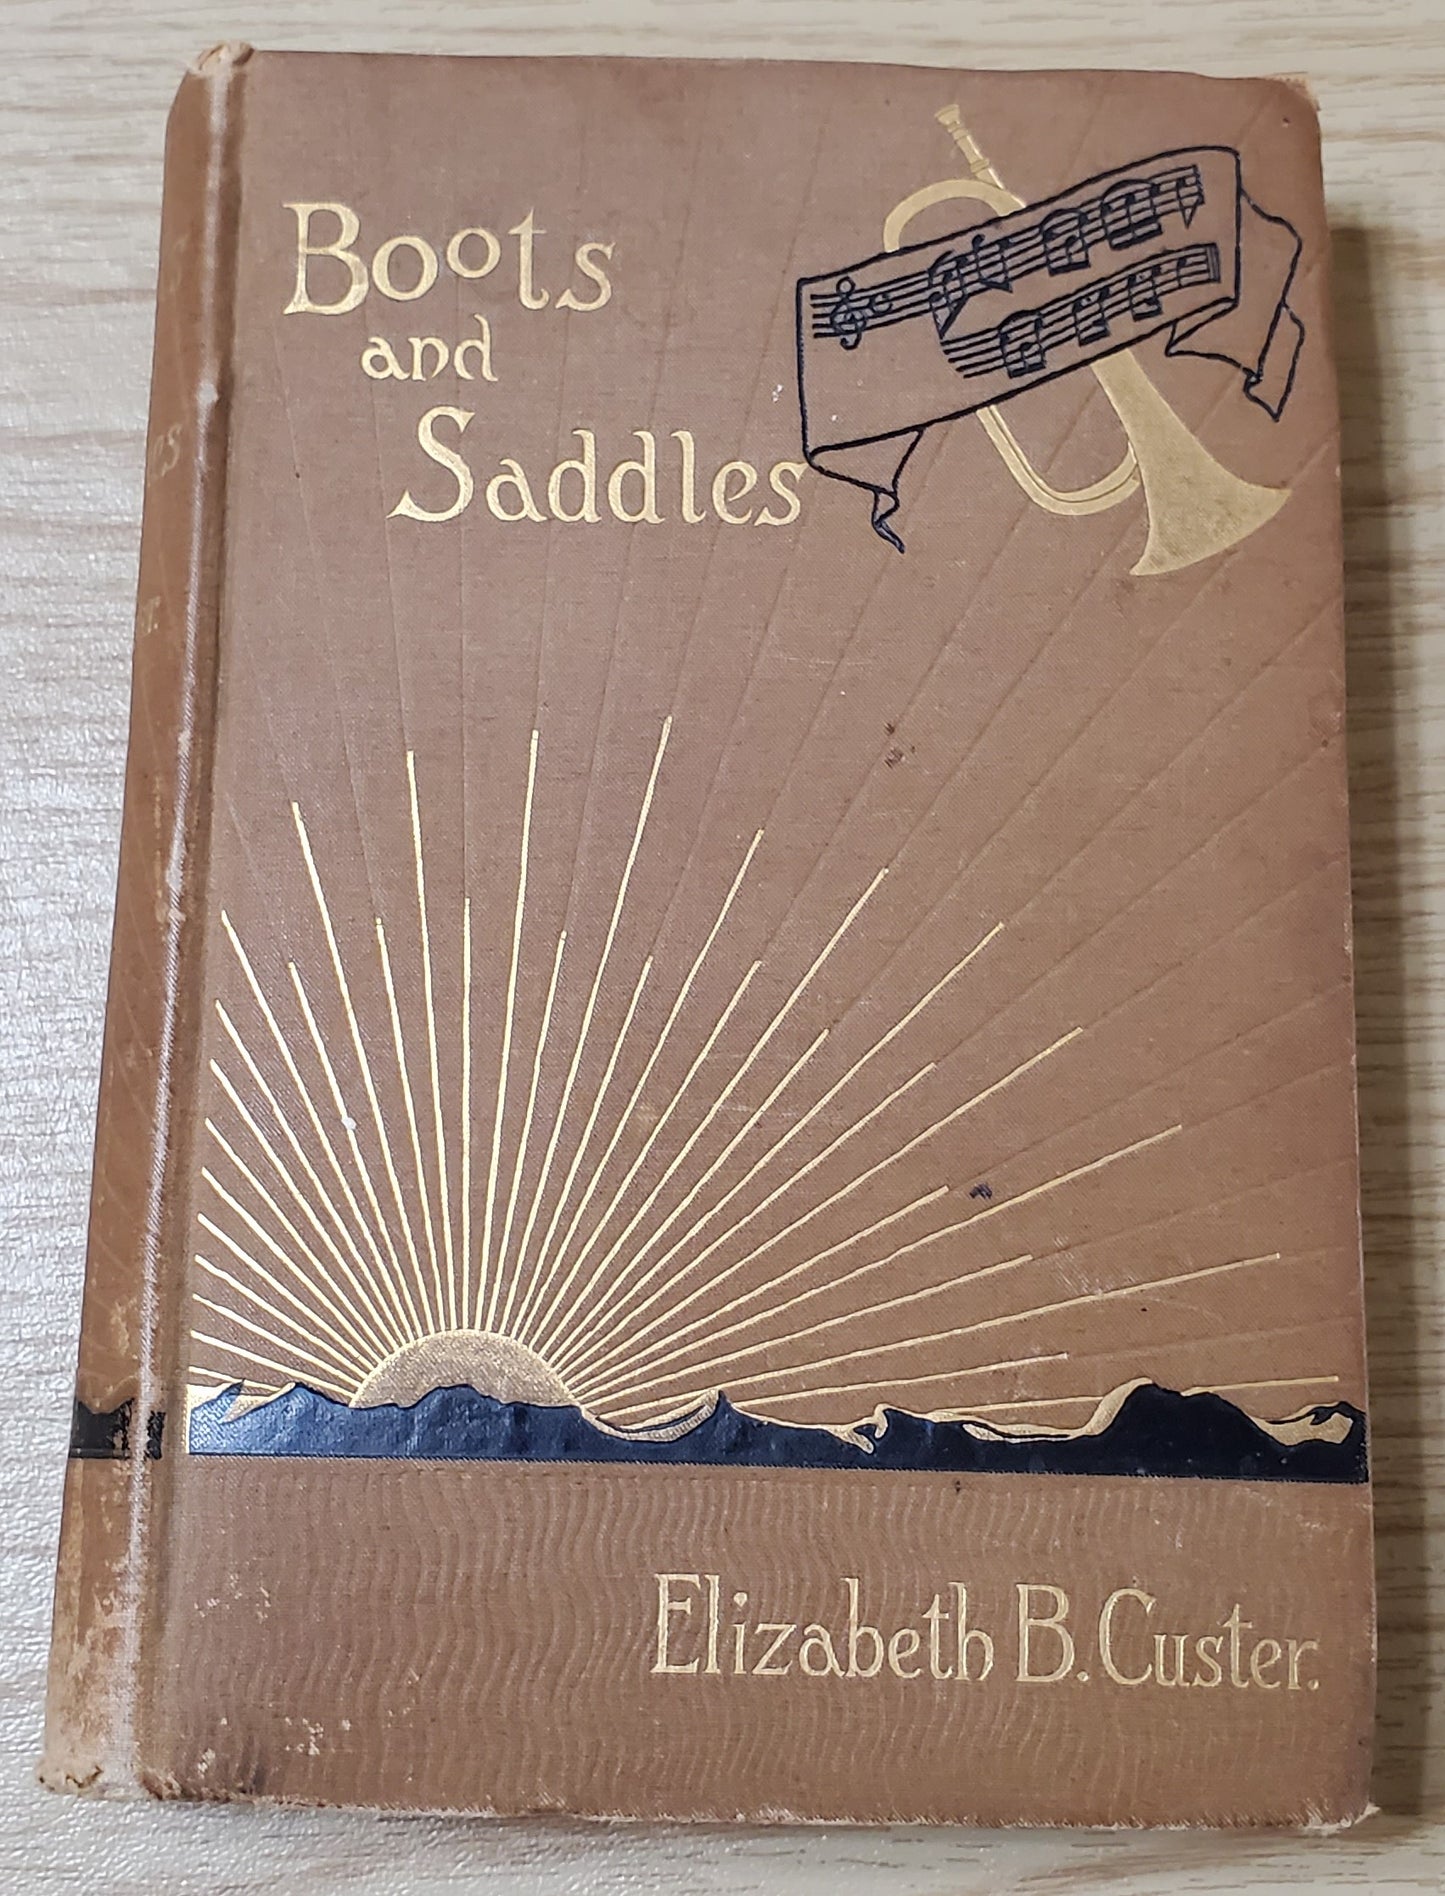 Boots
and
Saddles
Elizabeth B. Custer.